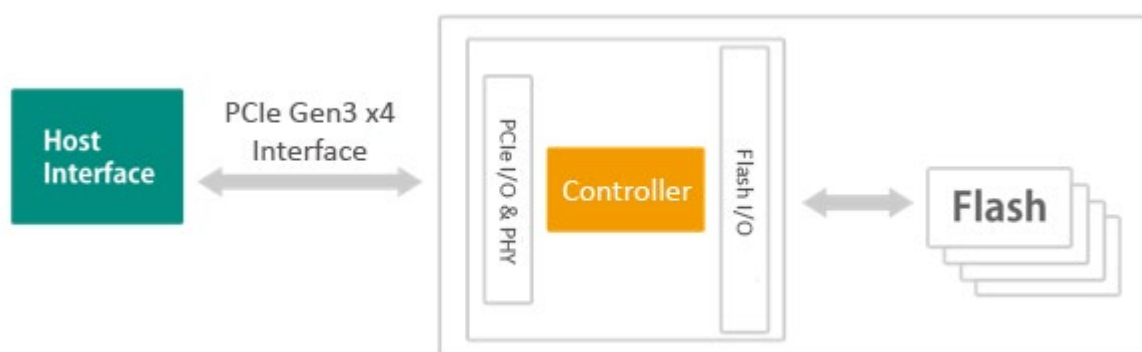 Host
Interface
PCIe Gen3 x4
Interface
PCIe I/O & PHY
Controller
Flash I/O
Flash